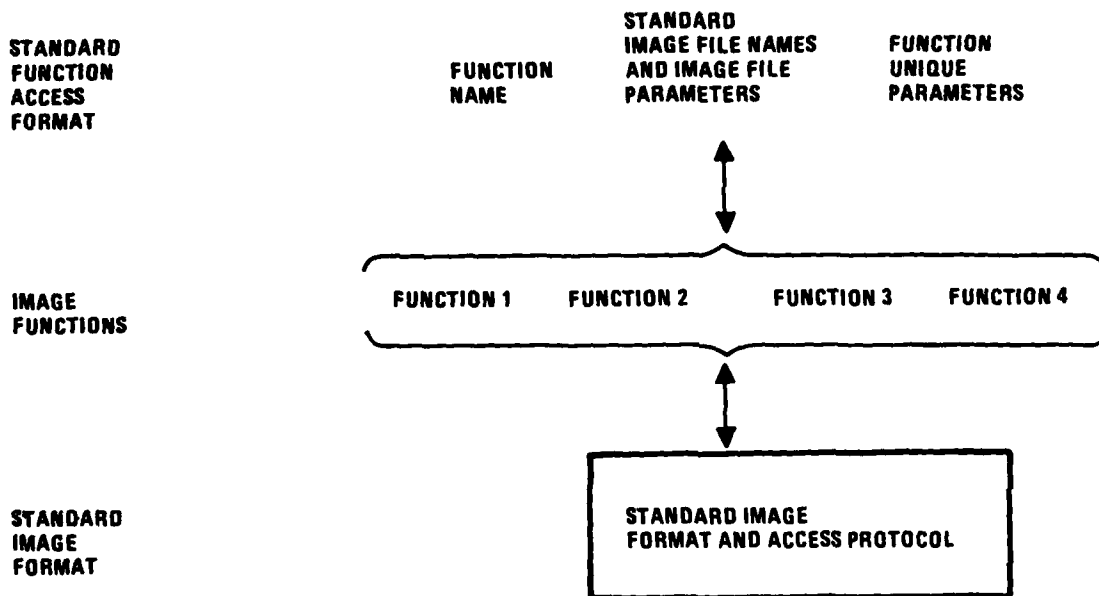 STANDARD
FUNCTION
ACCESS
FORMAT
FUNCTION
NAME
STANDARD
IMAGE FILE NAMES
AND IMAGE FILE
PARAMETERS
FUNCTION
UNIQUE
PARAMETERS
IMAGE
FUNCTIONS
FUNCTION 1
FUNCTION 2
FUNCTION 3
FUNCTION 4
STANDARD
IMAGE
FORMAT
STANDARD IMAGE
FORMAT AND ACCESS PROTOCOL